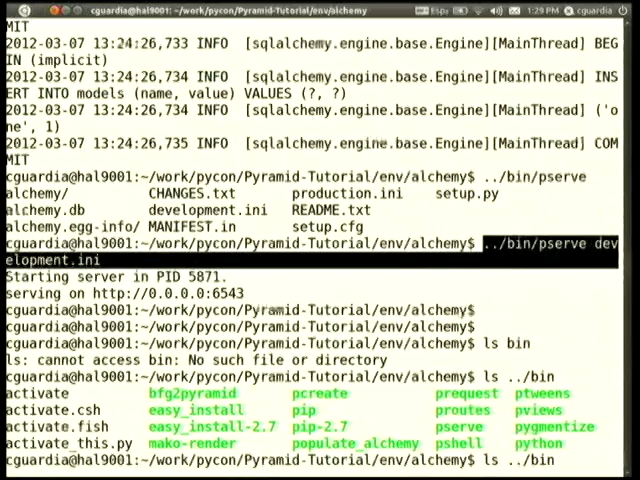 cguardia@hal9001: ~/work/pycon/Pyramid-Tutorial/env/alchemy
Esp₂ 1:29 PM cguardia
MIT
2012-03-07 13:24:26,733 INFO  [sqlalchemy.engine.base.Engine][MainThread] BEG
IN (implicit)
2012-03-07 13:24:26,734 INFO  [sqlalchemy.engine.base.Engine][MainThread] INS
ERT INTO models (name, value) VALUES (?, ?)
2012-03-07 13:24:26,734 INFO  [sqlalchemy.engine.base.Engine][MainThread] ('o
ne', 1)
2012-03-07 13:24:26,735 INFO  [sqlalchemy.engine.base.Engine][MainThread] COM
MIT
cguardia@hal9001:~/work/pycon/Pyramid-Tutorial/env/alchemy$ ../bin/pserve
alchemy/           CHANGES.txt       production.ini    setup.py
alchemy.db         development.ini   README.txt
alchemy.egg-info/  MANIFEST.in       setup.cfg
cguardia@hal9001:~/work/pycon/Pyramid-Tutorial/env/alchemy$ ../bin/pserve dev
elopment.ini
Starting server in PID 5871.
serving on http://0.0.0.0:6543
cguardia@hal9001:~/work/pycon/Pyramid-Tutorial/env/alchemy$
cguardia@hal9001:~/work/pycon/Pyramid-Tutorial/env/alchemy$
cguardia@hal9001:~/work/pycon/Pyramid-Tutorial/env/alchemy$ ls bin
ls: cannot access bin: No such file or directory
cguardia@hal9001:~/work/pycon/Pyramid-Tutorial/env/alchemy$ ls ../bin
activate          bfg2pyramid       pcreate           prequest  ptweens
activate.csh      easy_install      pip               proutes   pviews
activate.fish     easy_install-2.7  pip-2.7           pserve    pygmentize
activate_this.py  mako-render       populate_alchemy  pshell    python
cguardia@hal9001:~/work/pycon/Pyramid-Tutorial/env/alchemy$ ls ../bin